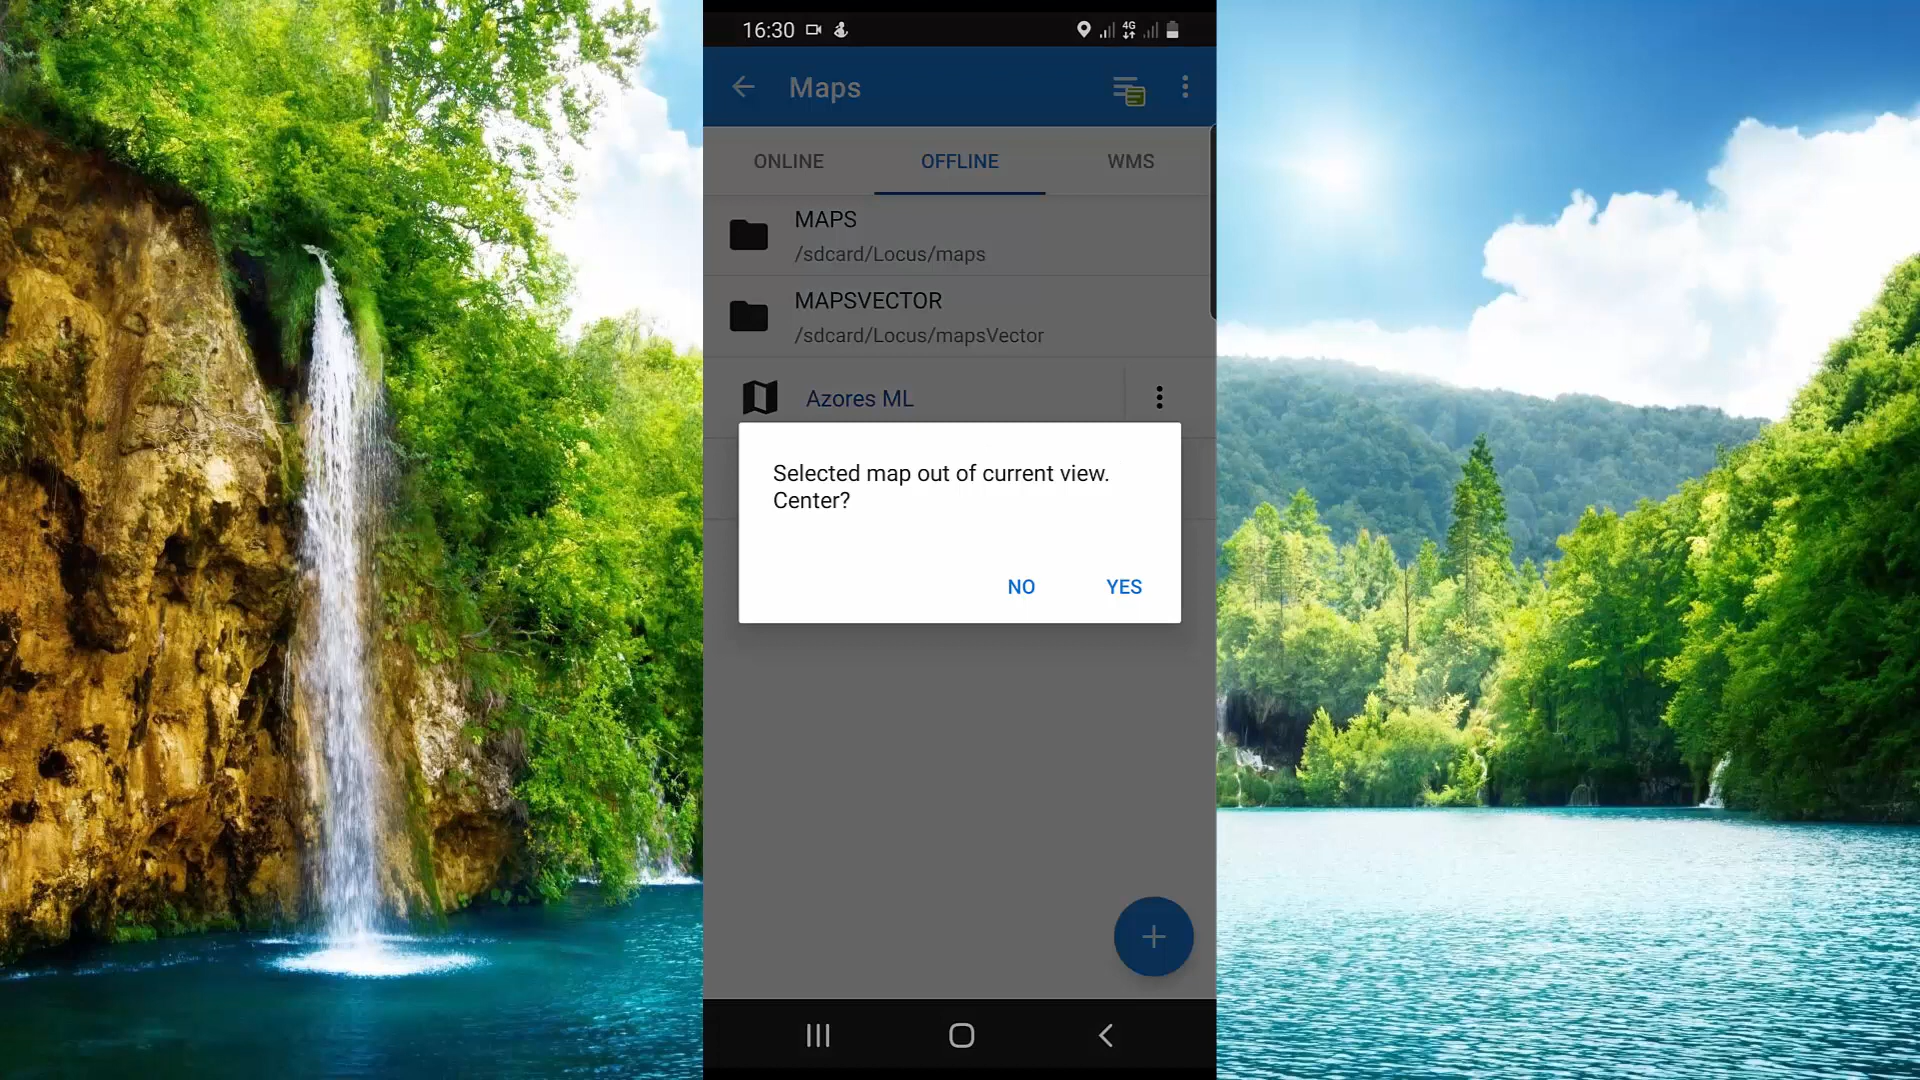 16:30
4G
Maps
ONLINE
OFFLINE
WMS
MAPS
/sdcard/Locus/maps
MAPSVECTOR
/sdcard/Locus/mapsVector
Azores ML
Selected map out of current view.
Center?
NO
YES